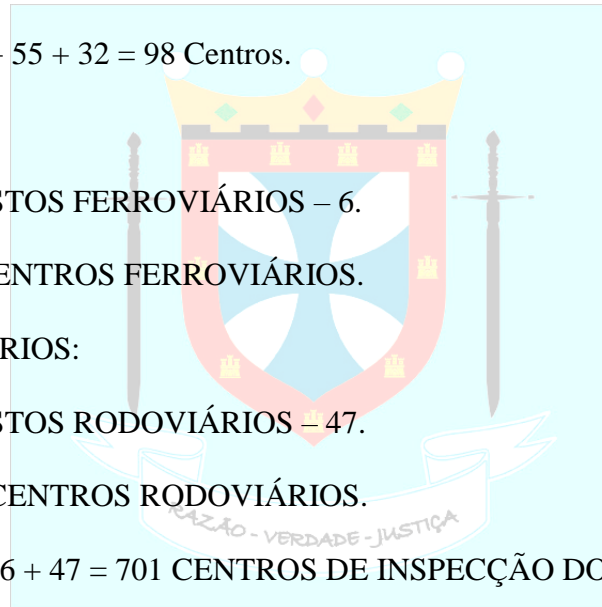 55 + 32 = 98 Centros.
STOS FERROVIÁRIOS – 6.
ENTROS FERROVIÁRIOS.
RIOS:
STOS RODOVIÁRIOS – 47.
CENTROS RODOVIÁRIOS.
RAZÃO - VERDADE - JUSTIÇA
6 + 47 = 701 CENTROS DE INSPECÇÃO DO